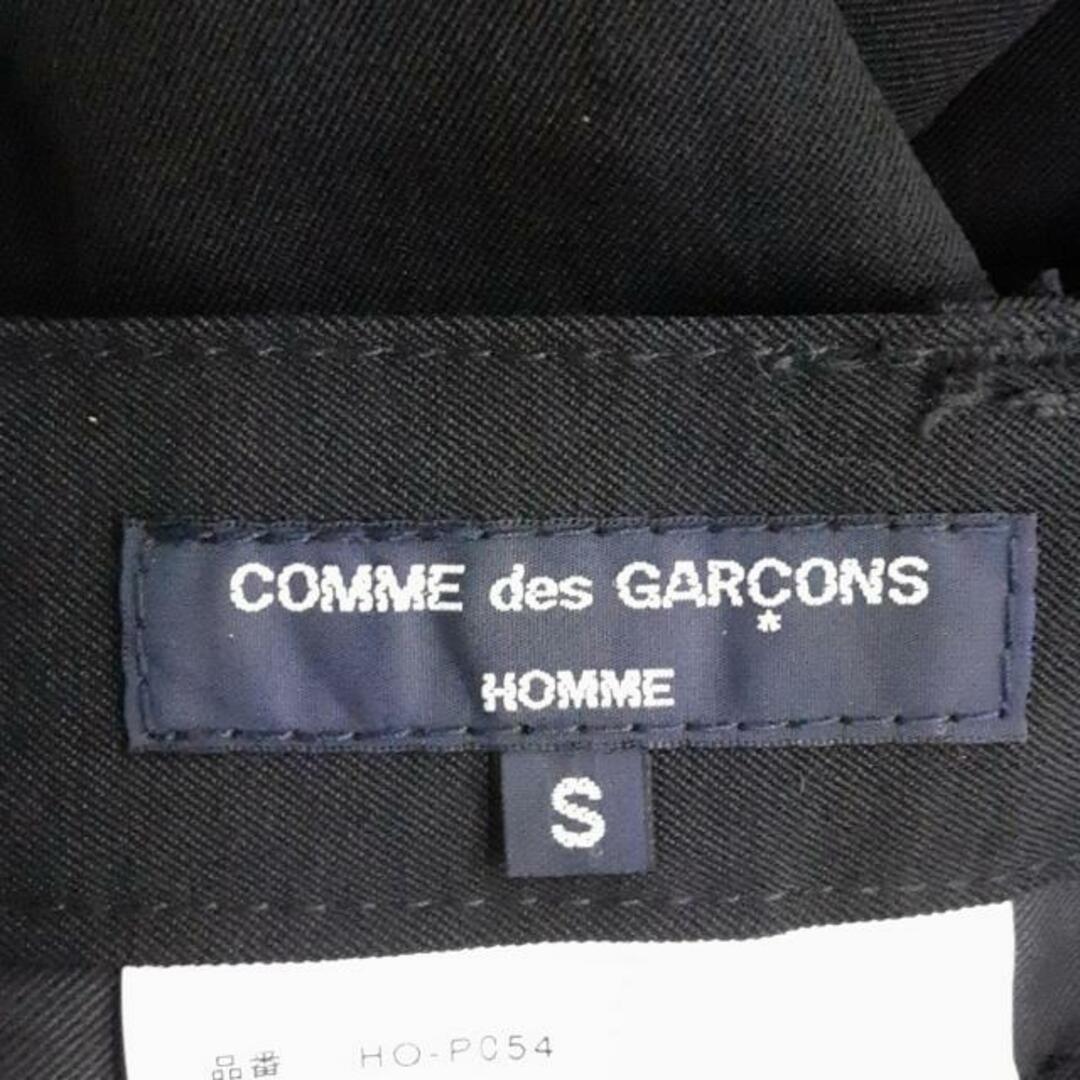 COMME des GARÇONS
*
HOMME
S
品番 HO-P054